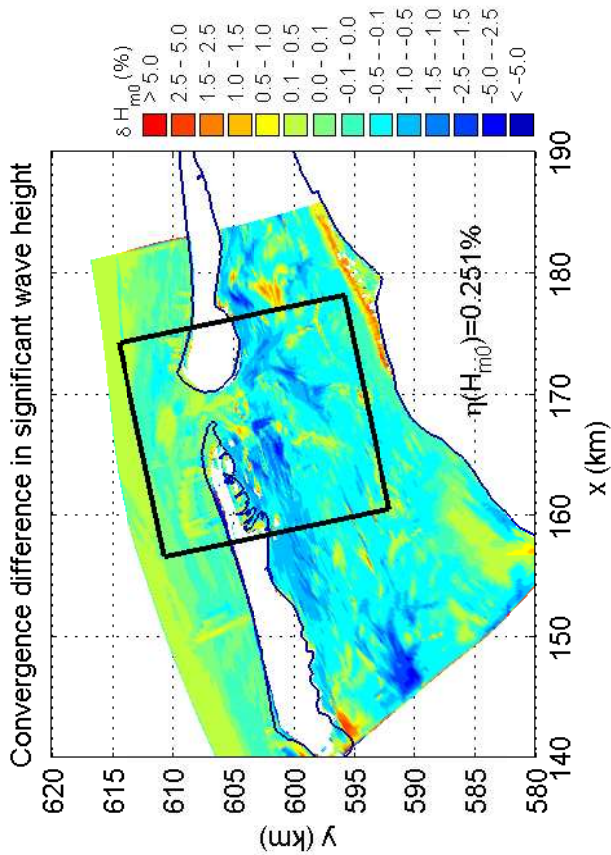 Convergence difference in significant wave height
δ H_m0 (%)
> 5.0
2.5 - 5.0
1.5 - 2.5
1.0 - 1.5
0.5 - 1.0
0.1 - 0.5
0.0 - 0.1
-0.1 - 0.0
-0.5 - -0.1
-1.0 - -0.5
-1.5 - -1.0
-2.5 - -1.5
-5.0 - -2.5
< -5.0
620
615
610
605
600
595
590
585
580
y (km)
η(H_m0)=0.251%
140
150
160
170
180
190
x (km)